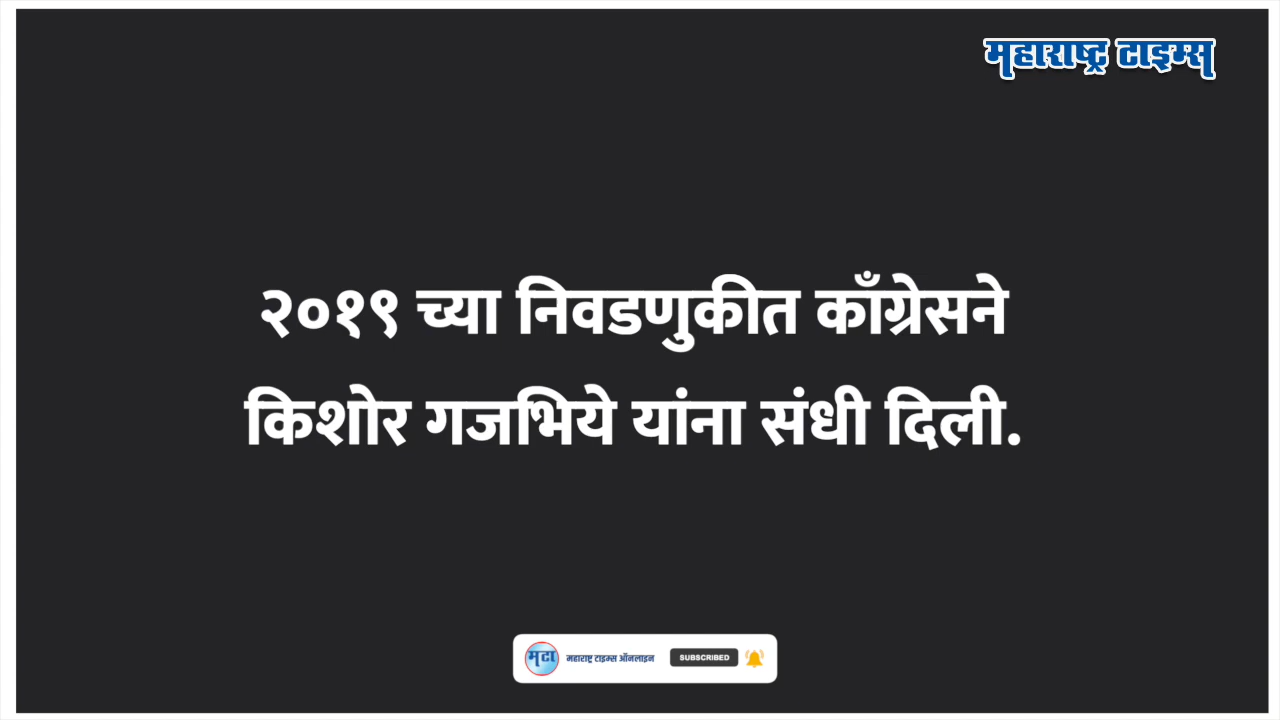 महाराष्ट्र टाइम्स
२०१९ च्या निवडणुकीत काँग्रेसने
किशोर गजभिये यांना संधी दिली.
मटा महाराष्ट्र टाइम्स ऑनलाइन SUBSCRIBED